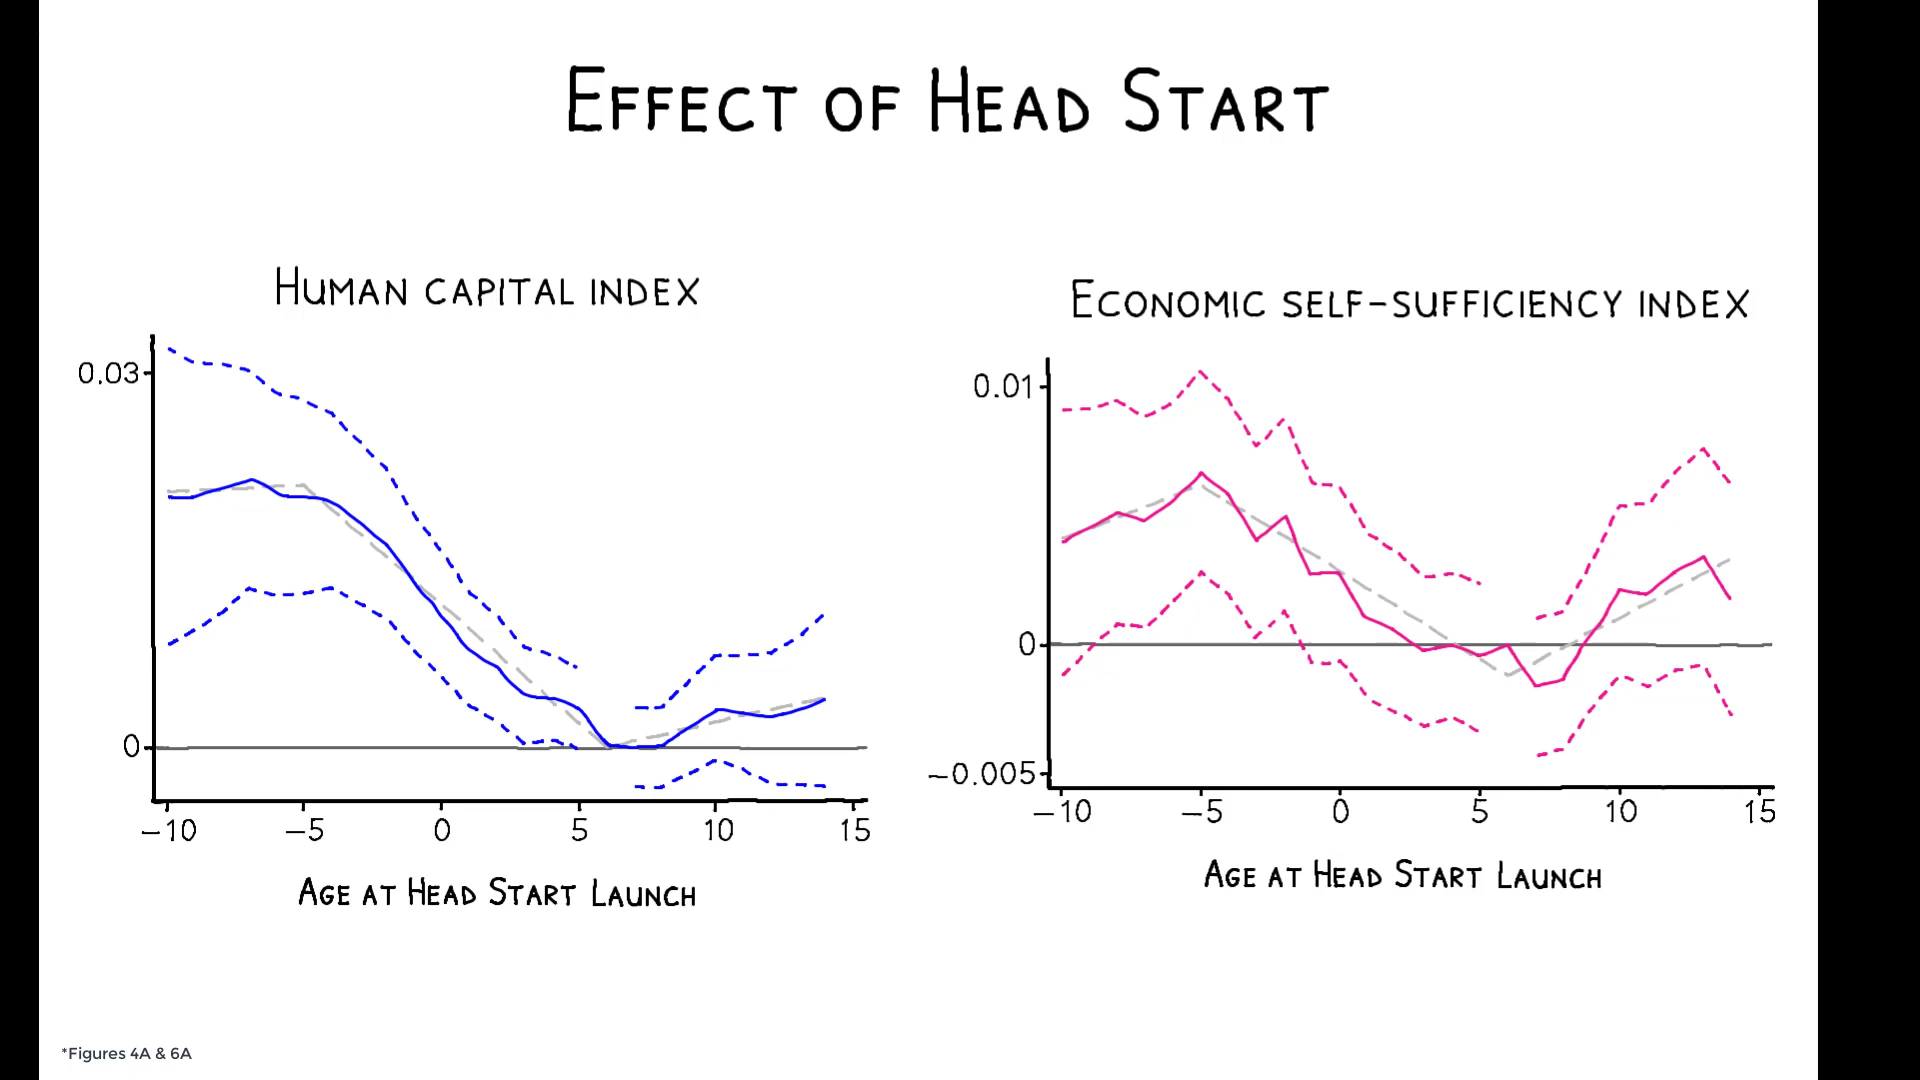 EFFECT OF HEAD START
HUMAN CAPITAL INDEX
0.03
0
−10 −5 0 5 10 15
AGE AT HEAD START LAUNCH
ECONOMIC SELF-SUFFICIENCY INDEX
0.01
0
−0.005
−10 −5 0 5 10 15
AGE AT HEAD START LAUNCH
*Figures 4A & 6A